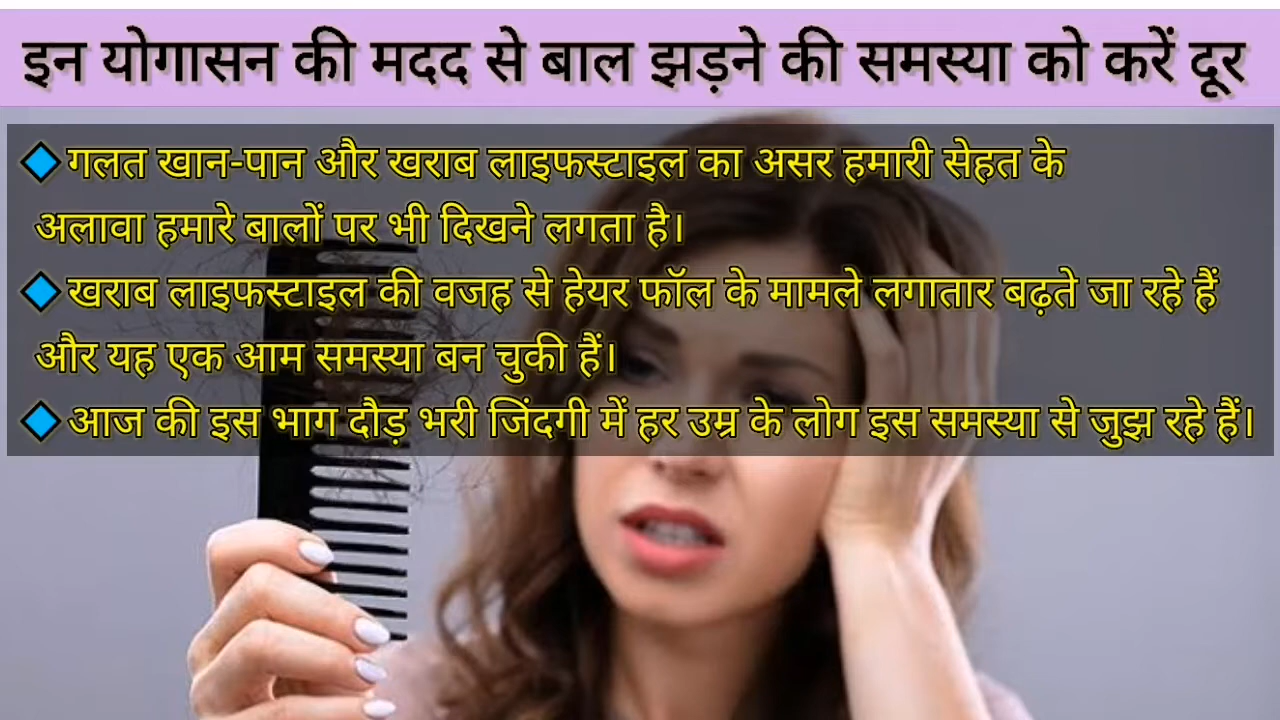 इन योगासन की मदद से बाल झड़ने की समस्या को करें दूर
गलत खान-पान और खराब लाइफस्टाइल का असर हमारी सेहत के
अलावा हमारे बालों पर भी दिखने लगता है।
खराब लाइफस्टाइल की वजह से हेयर फॉल के मामले लगातार बढ़ते जा रहे हैं
और यह एक आम समस्या बन चुकी हैं।
आज की इस भाग दौड़ भरी जिंदगी में हर उम्र के लोग इस समस्या से जुझ रहे हैं।